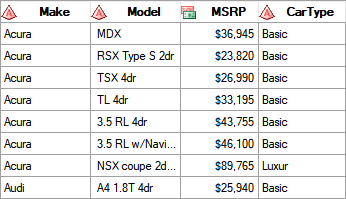 Make Model MSRP CarType
Acura MDX $36,945 Basic
Acura RSX Type S 2dr $23,820 Basic
Acura TSX 4dr $26,990 Basic
Acura TL 4dr $33,195 Basic
Acura 3.5 RL 4dr $43,755 Basic
Acura 3.5 RL w/Navi... $46,100 Basic
Acura NSX coupe 2d... $89,765 Luxur
Audi A4 1.8T 4dr $25,940 Basic